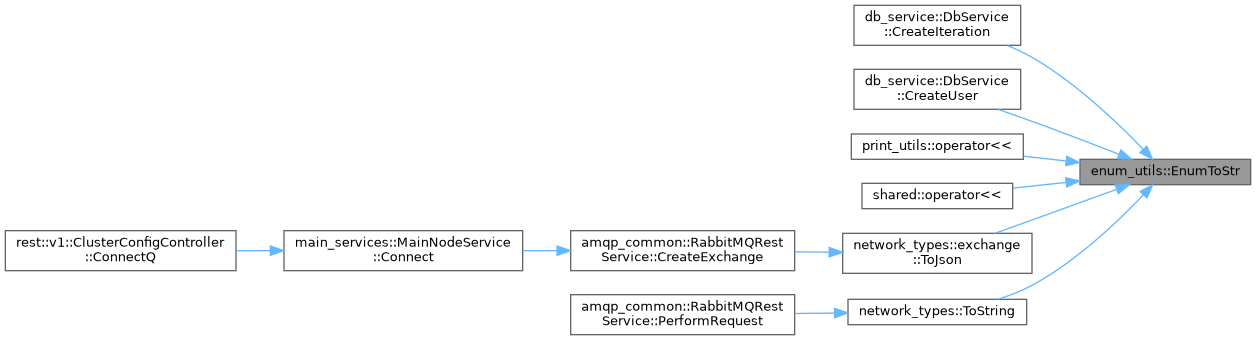 db_service::DbService
::CreateIteration
db_service::DbService
::CreateUser
print_utils::operator<<
enum_utils::EnumToStr
shared::operator<<
rest::v1::ClusterConfigController
::ConnectQ
main_services::MainNodeService
::Connect
amqp_common::RabbitMQRest
Service::CreateExchange
network_types::exchange
::ToJson
amqp_common::RabbitMQRest
Service::PerformRequest
network_types::ToString